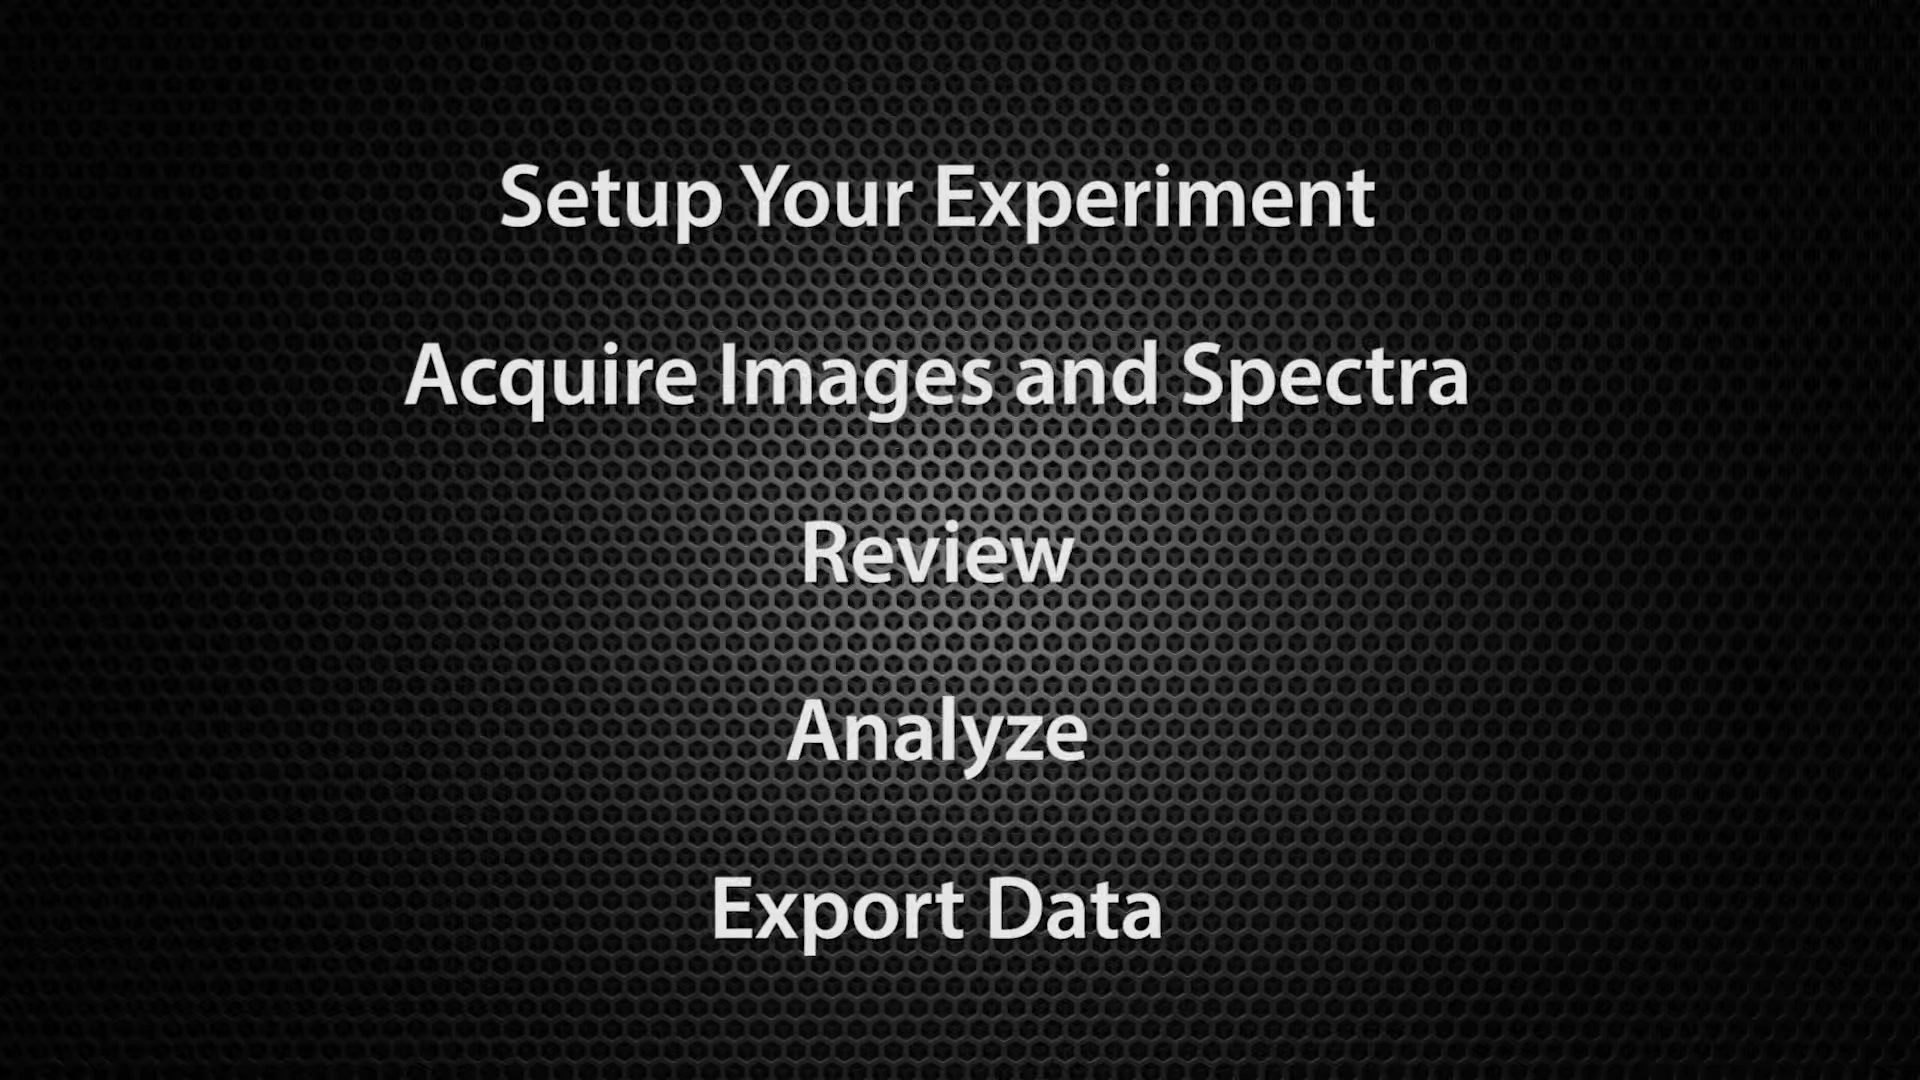 Setup Your Experiment
Acquire Images and Spectra
Review
Analyze
Export Data